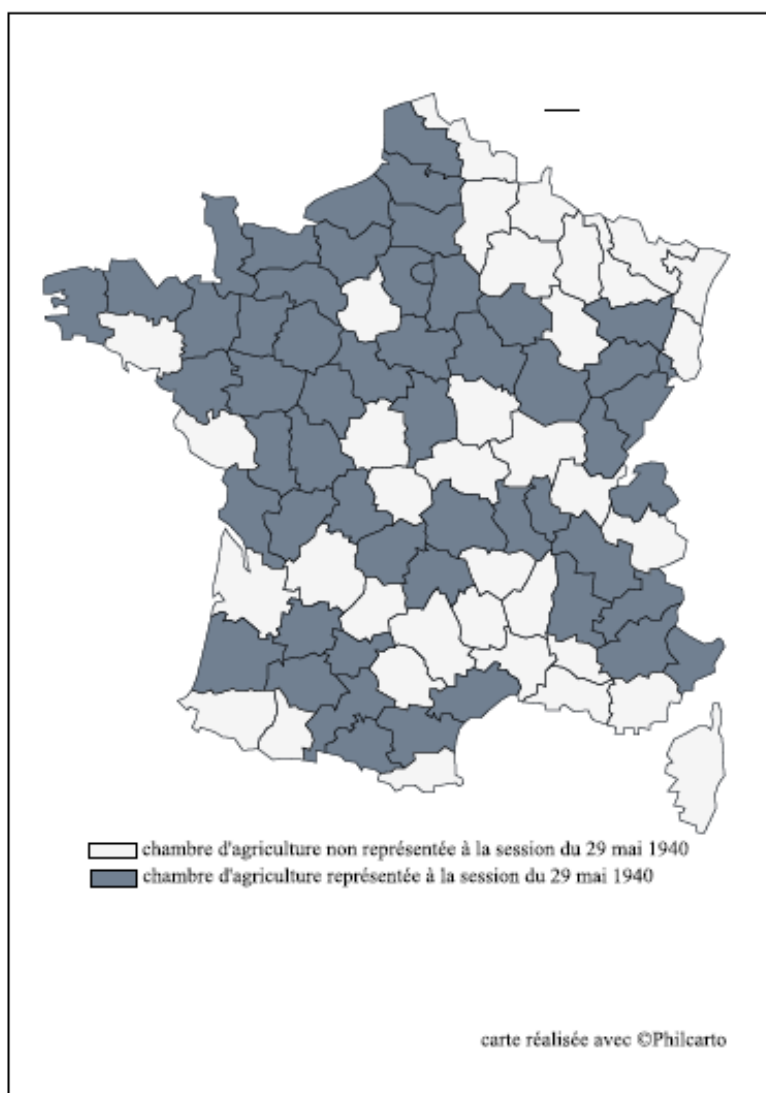 chambre d'agriculture non représentée à la session du 29 mai 1940
chambre d'agriculture représentée à la session du 29 mai 1940
carte réalisée avec ©Philcarto